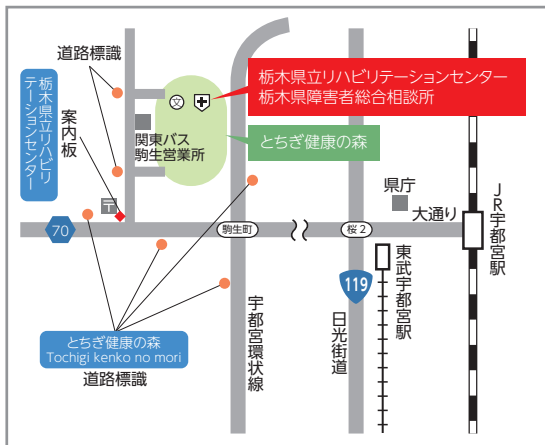 道路標識
栃木県立リハビリ
テーションセンター
案内板
文
関東バス
駒生営業所
栃木県立リハビリテーションセンター
栃木県障害者総合相談所
とちぎ健康の森
県庁
大通り
JR宇都宮駅
〒
70
駒生町
桜2
119
東武宇都宮駅
宇都宮環状線
日光街道
とちぎ健康の森
Tochigi kenko no mori
道路標識